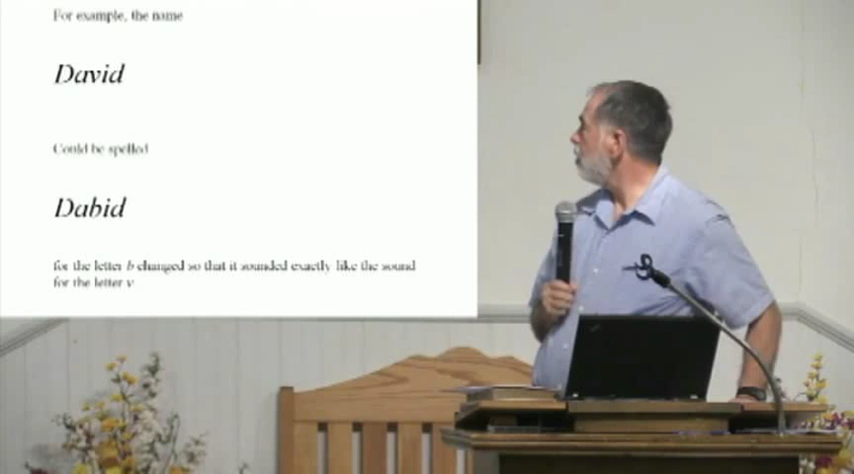 For example, the name
David
Could be spelled
Dabid
for the letter b changed so that it sounded exactly like the sound
for the letter v